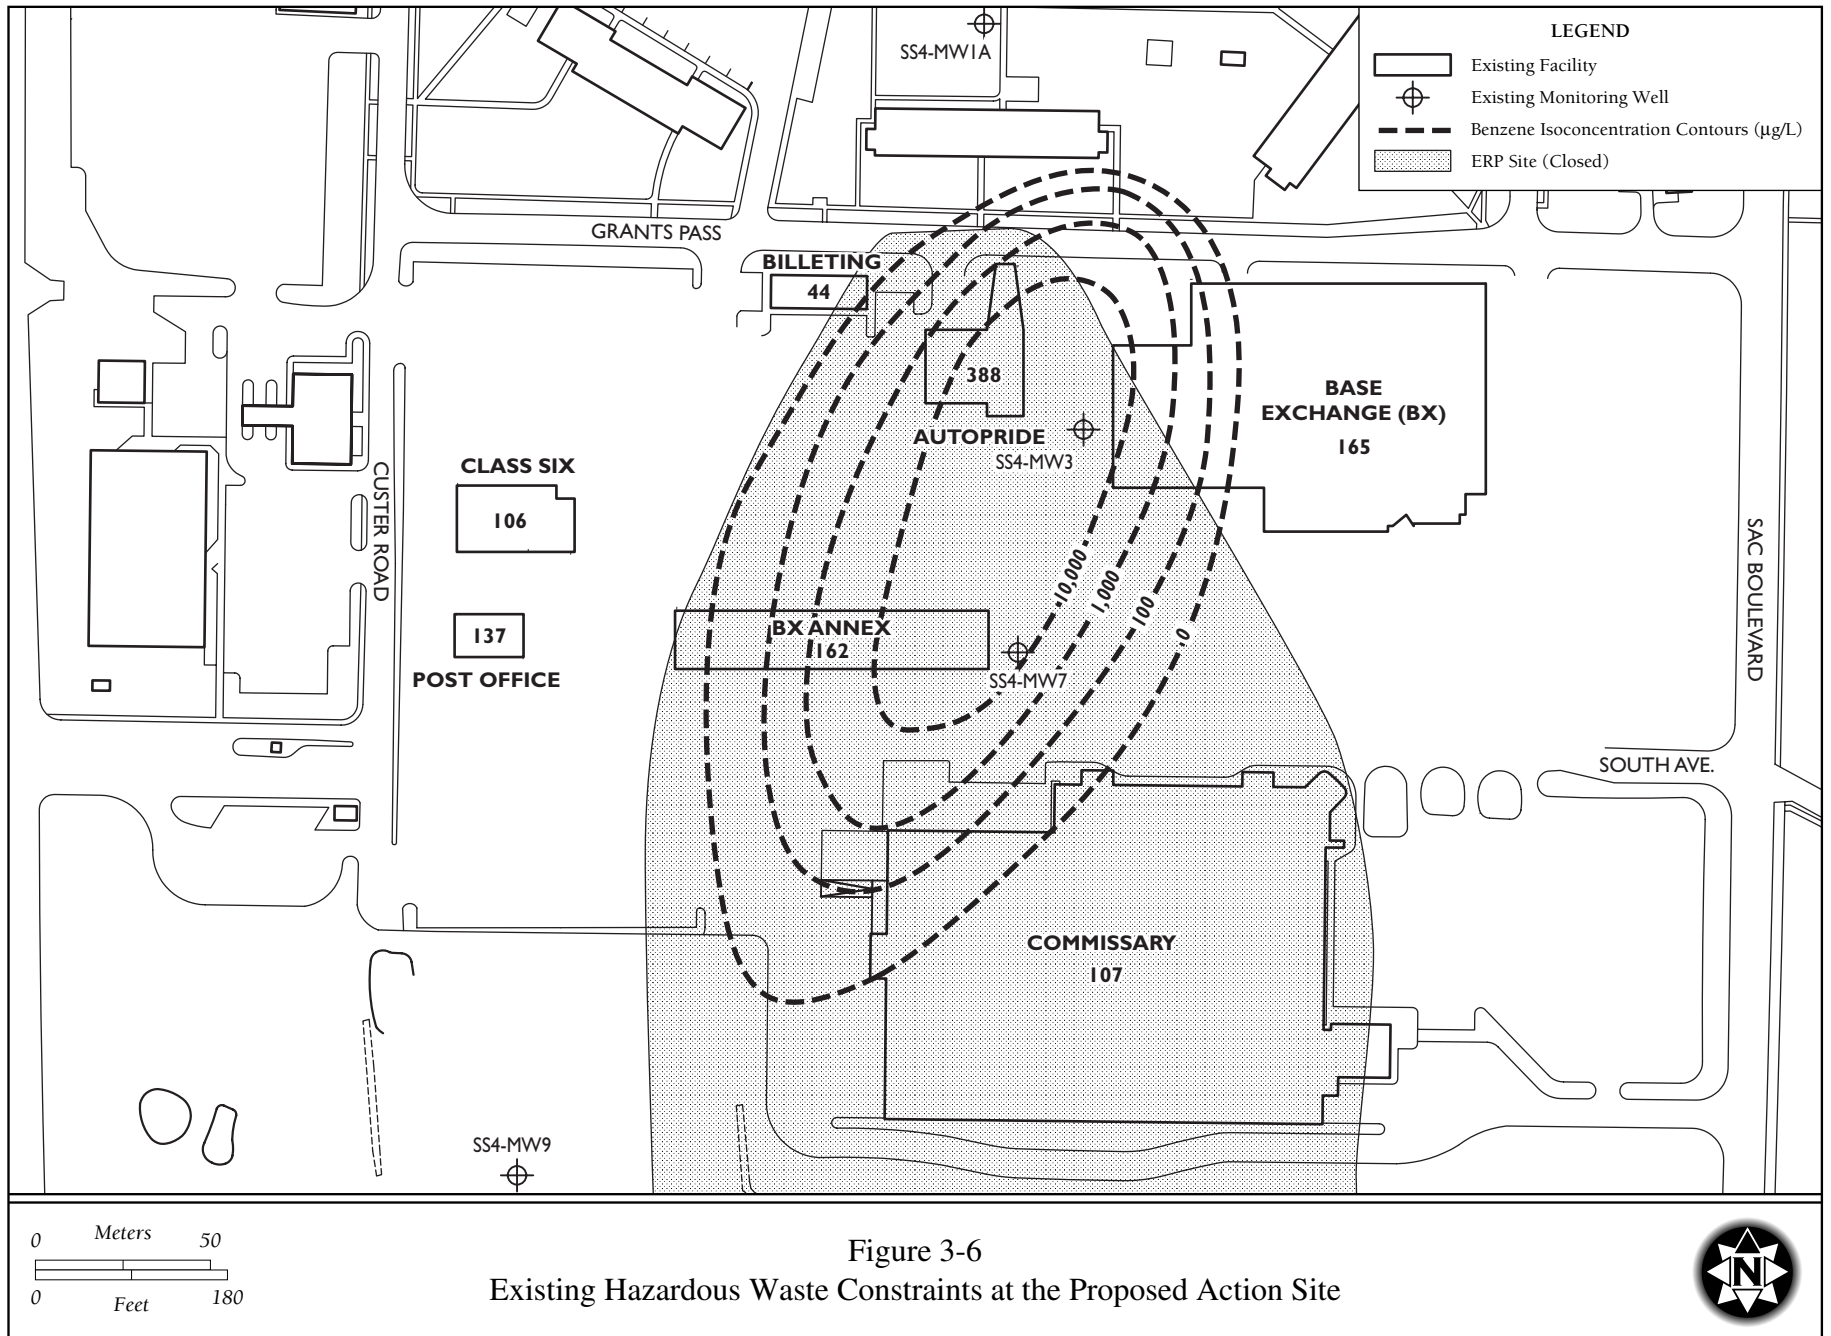 SS4-MW1A
LEGEND
Existing Facility
Existing Monitoring Well
Benzene Isoconcentration Contours (µg/L)
ERP Site (Closed)
GRANTS PASS
BILLETING
44
388
AUTOPRIDE
SS4-MW3
BASE
EXCHANGE (BX)
165
CLASS SIX
106
CUSTER ROAD
SAC BOULEVARD
137
POST OFFICE
BX ANNEX
162
SS4-MW7
10,000
1,000
100
0
SOUTH AVE.
COMMISSARY
107
SS4-MW9
0 Meters 50
0 Feet 180
Figure 3-6
Existing Hazardous Waste Constraints at the Proposed Action Site
N